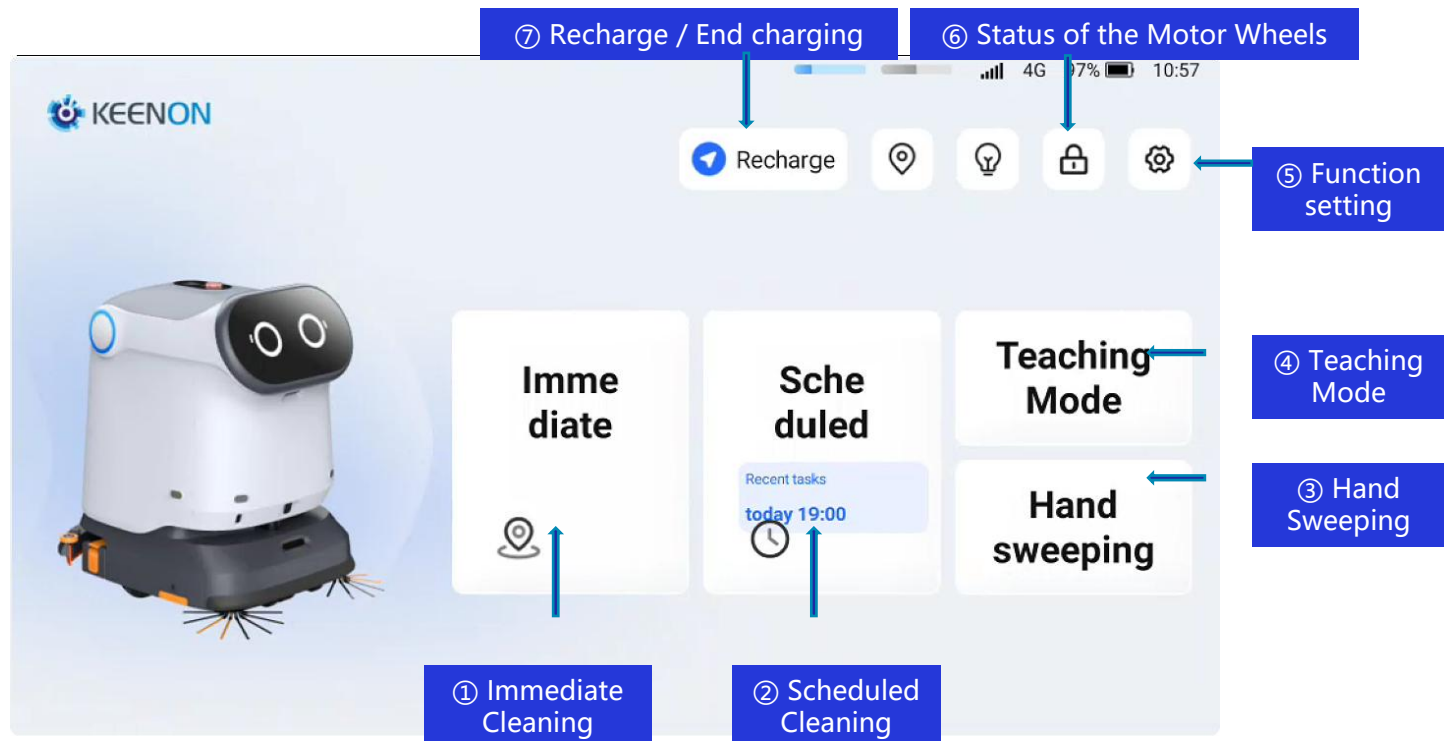 ⑦ Recharge / End charging
⑥ Status of the Motor Wheels
4G 97% 10:57
KEENON
Recharge
⑤ Function
setting
Imme
diate
Sche
duled
Recent tasks
today 19:00
Teaching
Mode
④ Teaching
Mode
Hand
sweeping
③ Hand
Sweeping
① Immediate
Cleaning
② Scheduled
Cleaning